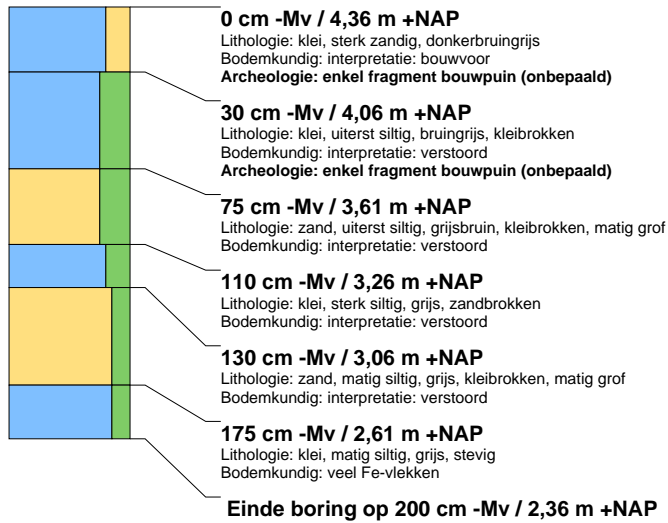 0 cm -Mv / 4,36 m +NAP
Lithologie: klei, sterk zandig, donkerbruingrijs
Bodemkundig: interpretatie: bouwvoor
Archeologie: enkel fragment bouwpuin (onbepaald)
30 cm -Mv / 4,06 m +NAP
Lithologie: klei, uiterst siltig, bruingrijs, kleibrokken
Bodemkundig: interpretatie: verstoord
Archeologie: enkel fragment bouwpuin (onbepaald)
75 cm -Mv / 3,61 m +NAP
Lithologie: zand, uiterst siltig, grijsbruin, kleibrokken, matig grof
Bodemkundig: interpretatie: verstoord
110 cm -Mv / 3,26 m +NAP
Lithologie: klei, sterk siltig, grijs, zandbrokken
Bodemkundig: interpretatie: verstoord
130 cm -Mv / 3,06 m +NAP
Lithologie: zand, matig siltig, grijs, kleibrokken, matig grof
Bodemkundig: interpretatie: verstoord
175 cm -Mv / 2,61 m +NAP
Lithologie: klei, matig siltig, grijs, stevig
Bodemkundig: veel Fe-vlekken
Einde boring op 200 cm -Mv / 2,36 m +NAP